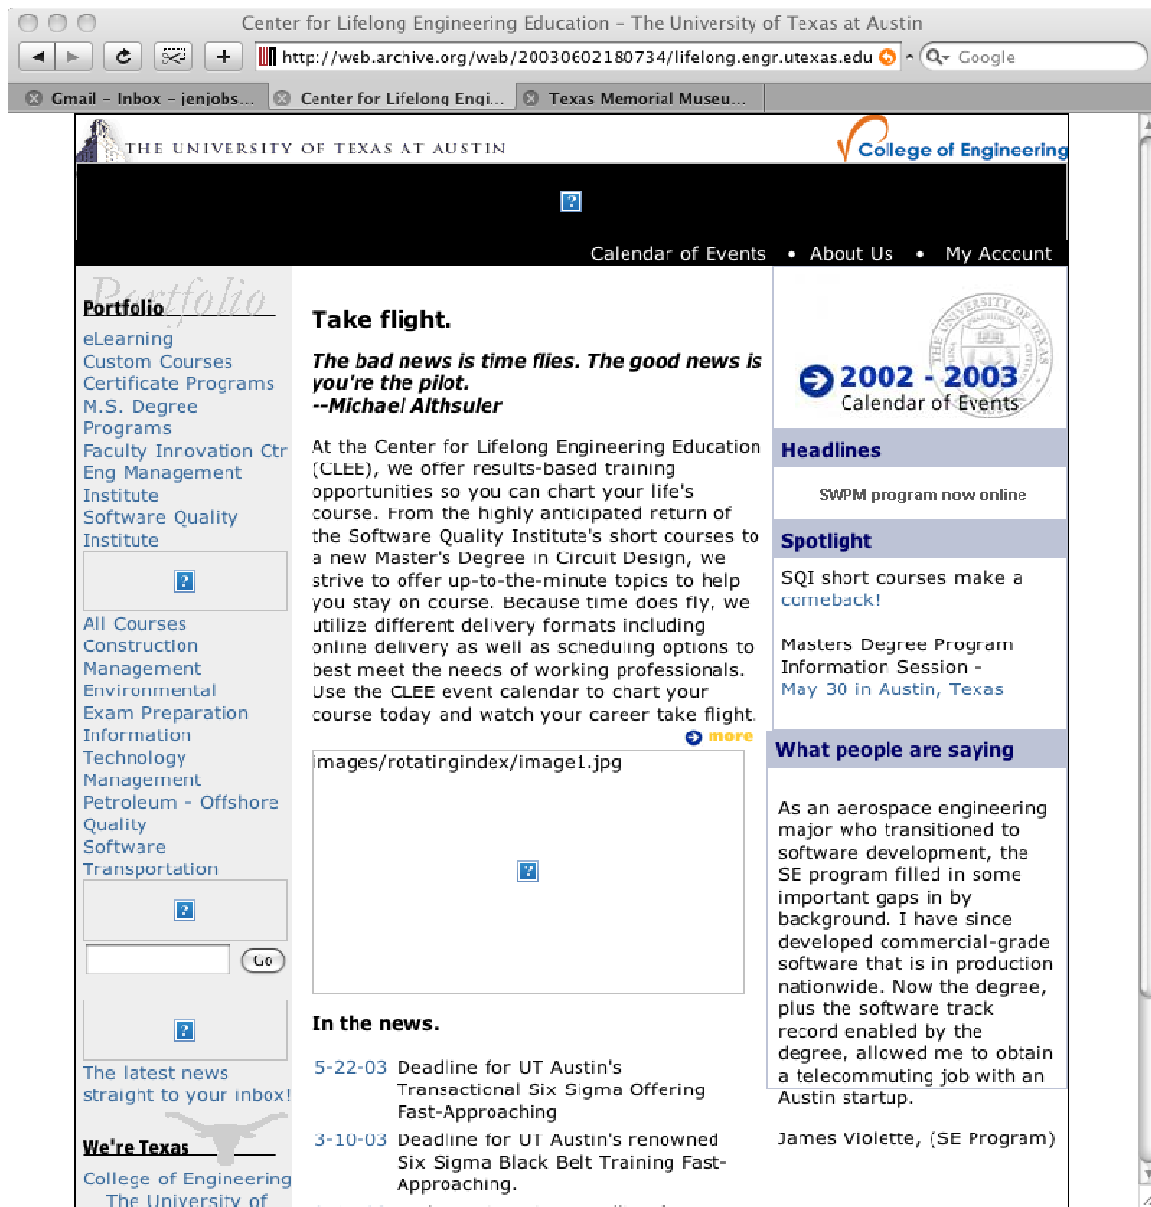 Center for Lifelong Engineering Education – The University of Texas at Austin
http://web.archive.org/web/20030602180734/lifelong.engr.utexas.edu
Google
Gmail – Inbox – jenjobs...
Center for Lifelong Engi...
Texas Memorial Museu...
THE UNIVERSITY OF TEXAS AT AUSTIN
College of Engineering
Calendar of Events • About Us • My Account
Portfolio
Portfolio
eLearning
Custom Courses
Certificate Programs
M.S. Degree
Programs
Faculty Innovation Ctr
Eng Management
Institute
Software Quality
Institute
All Courses
Construction
Management
Environmental
Exam Preparation
Information
Technology
Management
Petroleum - Offshore
Quality
Software
Transportation
Go
The latest news
straight to your inbox!
We're Texas
College of Engineering
The University of
Take flight.
The bad news is time flies. The good news is
you're the pilot.
--Michael Althsuler
At the Center for Lifelong Engineering Education
(CLEE), we offer results-based training
opportunities so you can chart your life's
course. From the highly anticipated return of
the Software Quality Institute's short courses to
a new Master's Degree in Circuit Design, we
strive to offer up-to-the-minute topics to help
you stay on course. Because time does fly, we
utilize different delivery formats including
online delivery as well as scheduling options to
best meet the needs of working professionals.
Use the CLEE event calendar to chart your
course today and watch your career take flight.
more
images/rotatingindex/image1.jpg
In the news.
5-22-03 Deadline for UT Austin's
Transactional Six Sigma Offering
Fast-Approaching
3-10-03 Deadline for UT Austin's renowned
Six Sigma Black Belt Training Fast-
Approaching.
THE UNIVERSITY OF TEXAS
2002 - 2003
Calendar of Events
Headlines
SWPM program now online
Spotlight
SQI short courses make a
comeback!
Masters Degree Program
Information Session -
May 30 in Austin, Texas
What people are saying
As an aerospace engineering
major who transitioned to
software development, the
SE program filled in some
important gaps in by
background. I have since
developed commercial-grade
software that is in production
nationwide. Now the degree,
plus the software track
record enabled by the
degree, allowed me to obtain
a telecommuting job with an
Austin startup.
James Violette, (SE Program)